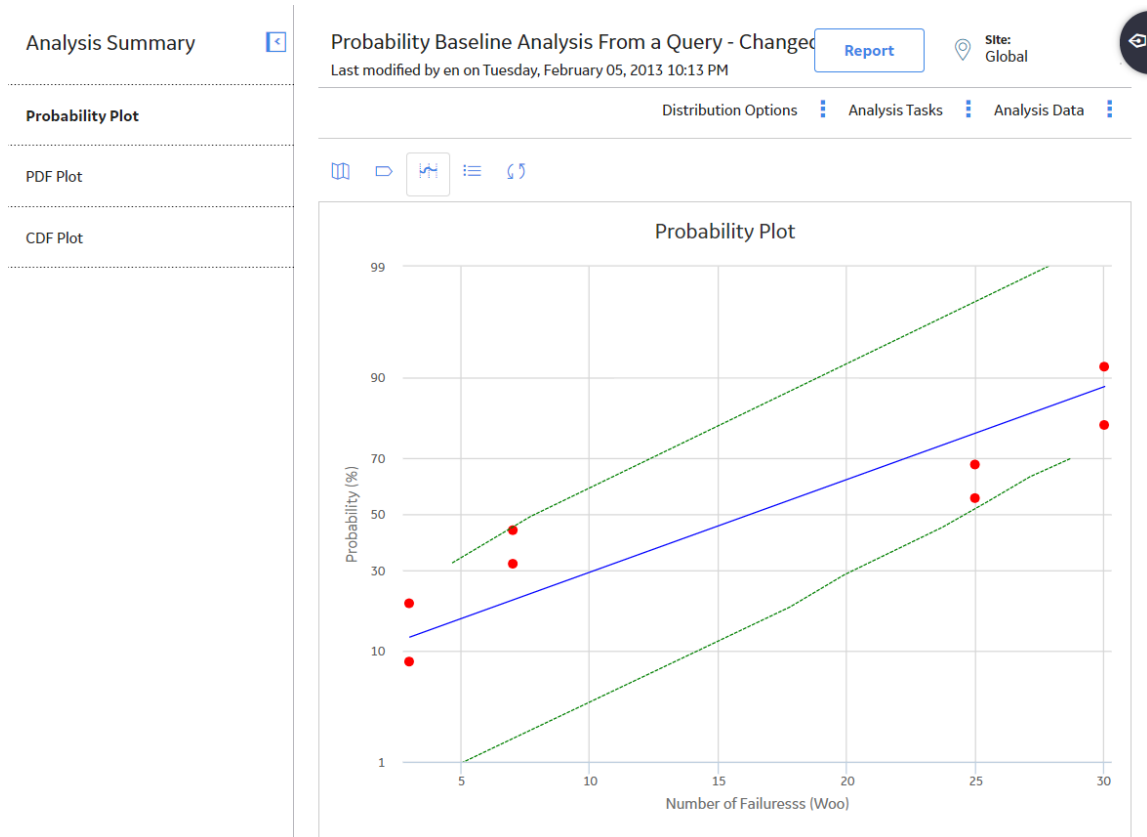 Analysis Summary
Probability Plot
PDF Plot
CDF Plot
Probability Baseline Analysis From a Query - Changed
Last modified by en on Tuesday, February 05, 2013 10:13 PM
Report
Site:
Global
Distribution Options
Analysis Tasks
Analysis Data
Probability Plot
99
90
70
50
30
10
1
Probability (%)
5 10 15 20 25 30
Number of Failuresss (Woo)